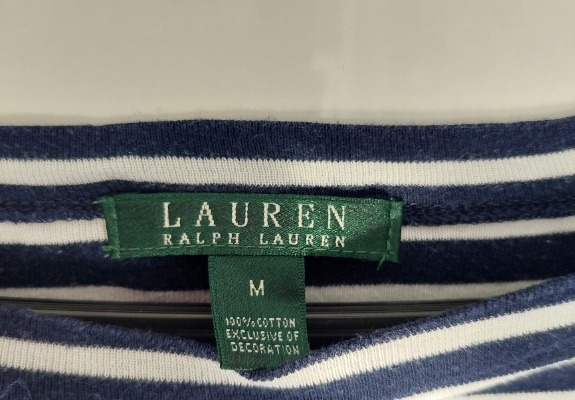 LAUREN
RALPH LAUREN
M
100% COTTON
EXCLUSIVE OF
DECORATION